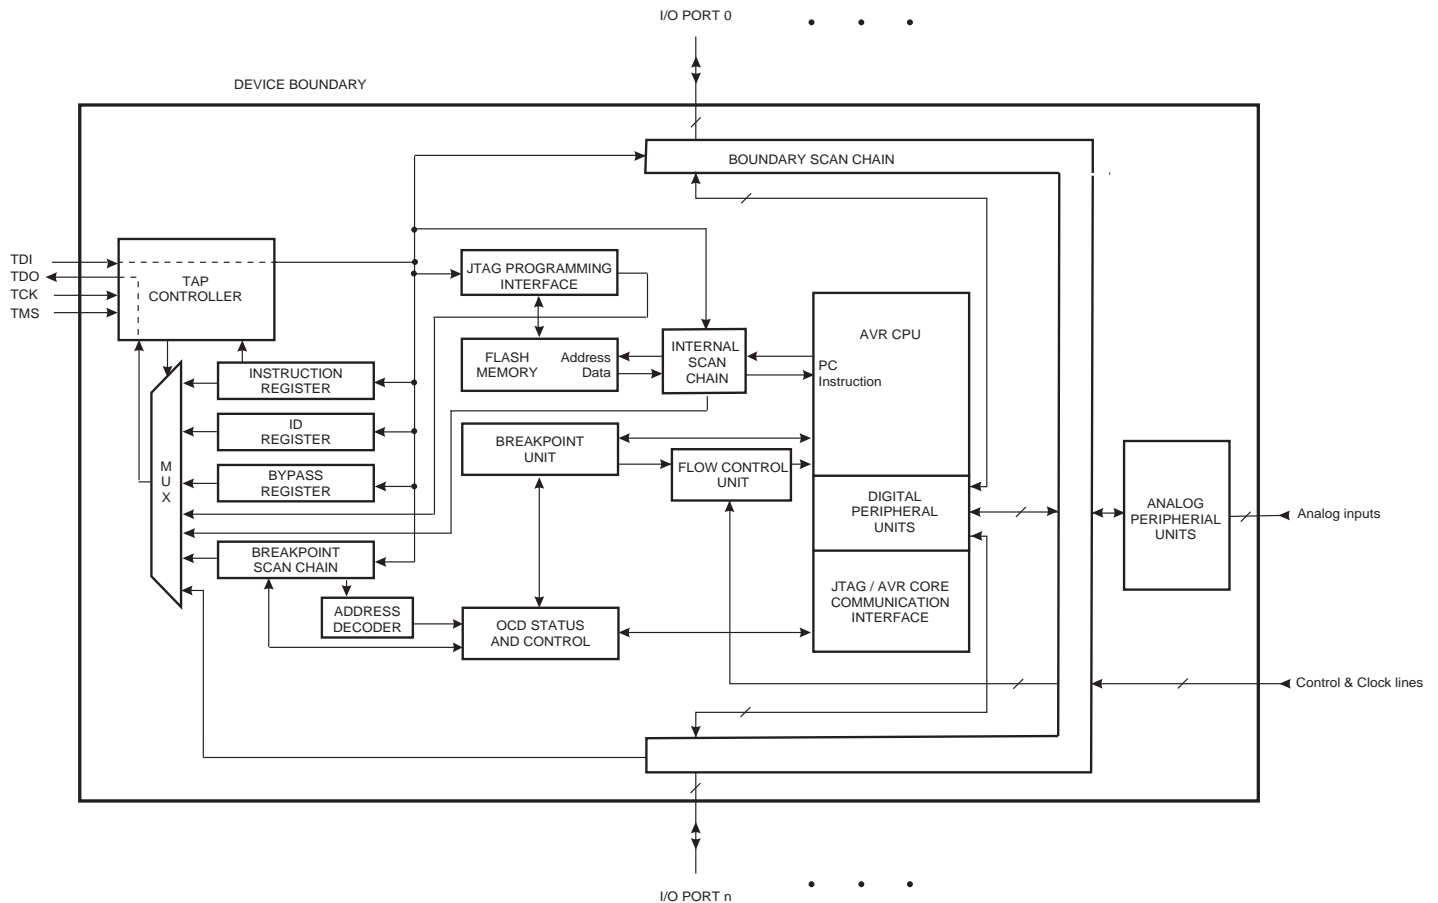 I/O PORT 0
DEVICE BOUNDARY
BOUNDARY SCAN CHAIN
TDI
TDO
TCK
TMS
TAP
CONTROLLER
JTAG PROGRAMMING
INTERFACE
AVR CPU
FLASH
MEMORY
Address
Data
INTERNAL
SCAN
CHAIN
PC
Instruction
INSTRUCTION
REGISTER
ID
REGISTER
M
U
X
BYPASS
REGISTER
BREAKPOINT
UNIT
FLOW CONTROL
UNIT
DIGITAL
PERIPHERAL
UNITS
ANALOG
PERIPHERIAL
UNITS
Analog inputs
BREAKPOINT
SCAN CHAIN
ADDRESS
DECODER
OCD STATUS
AND CONTROL
JTAG / AVR CORE
COMMUNICATION
INTERFACE
Control & Clock lines
I/O PORT n